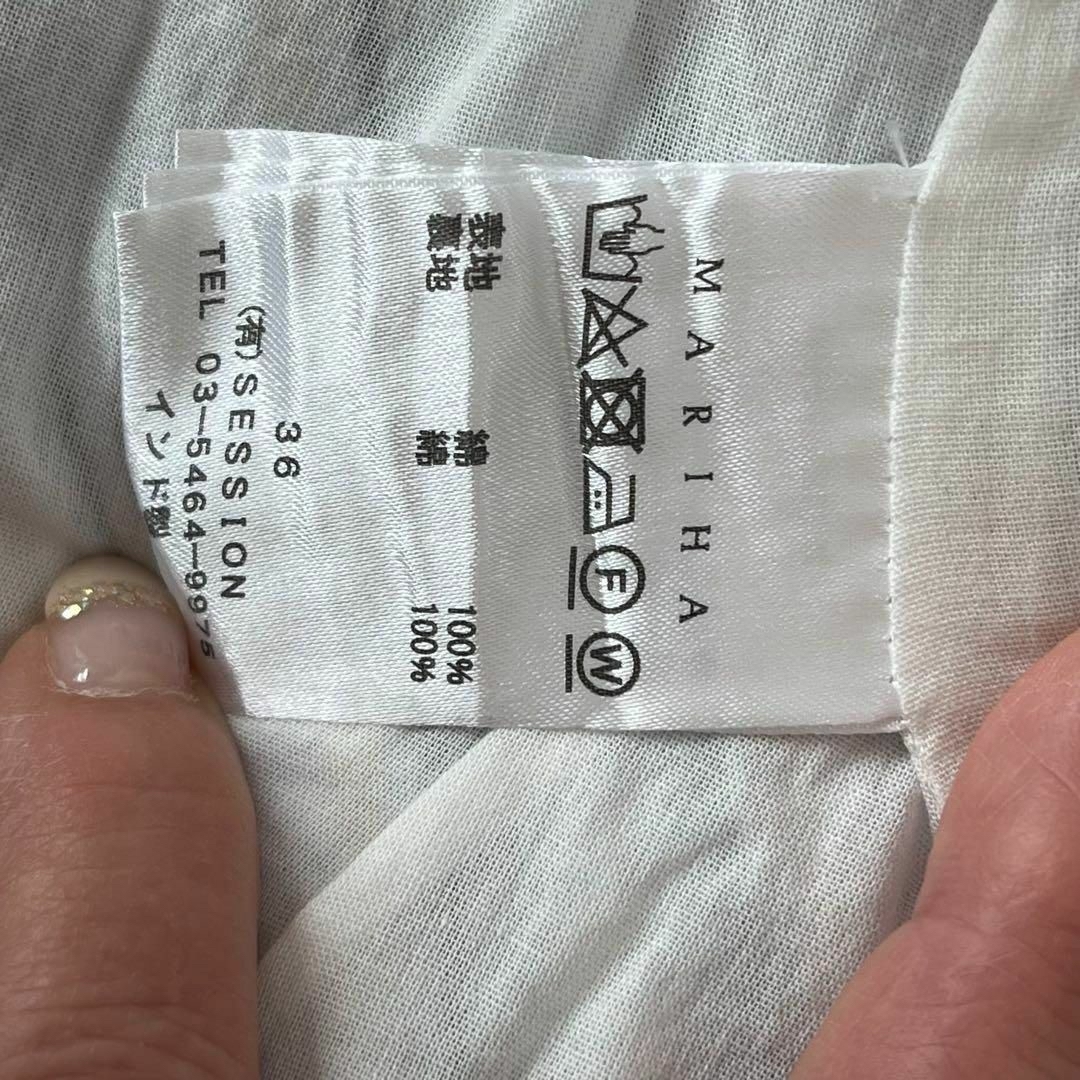 MARIHA
F
W
表地 綿 100%
裏地 綿 100%
36
(有)SESSION
TEL 03-5464-9975
インド製